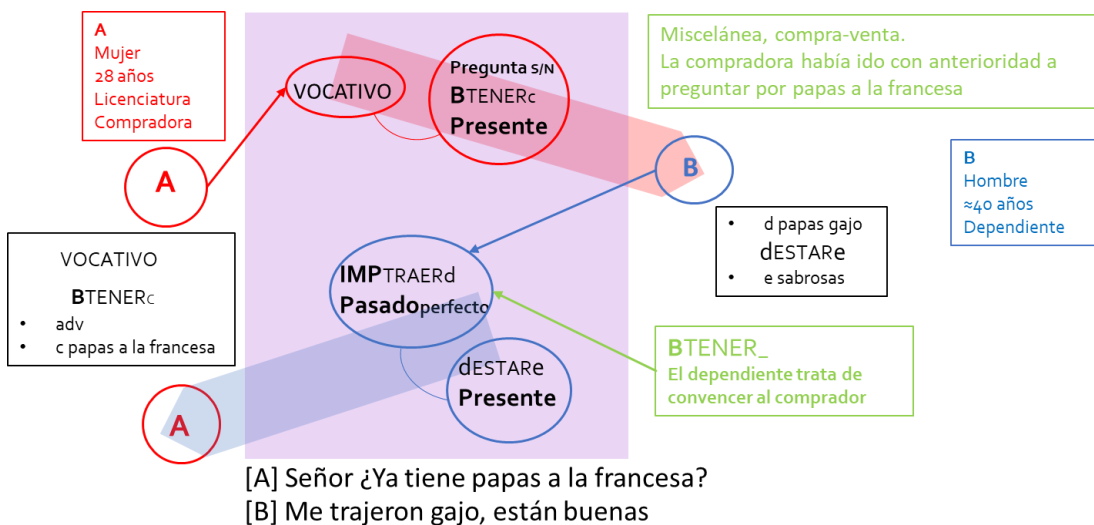 A
Mujer
28 años
Licenciatura
Compradora
VOCATIVO
Pregunta s/N
BTENERc
Presente
Miscelánea, compra-venta.
La compradora había ido con anterioridad a
preguntar por papas a la francesa
A
B
B
Hombre
≈40 años
Dependiente
VOCATIVO
BTENERc
• adv
• c papas a la francesa
• d papas gajo
dESTARe
• e sabrosas
IMPTRAERd
Pasadoperfecto
dESTARe
Presente
BTENER_
El dependiente trata de
convencer al comprador
A
[A] Señor ¿Ya tiene papas a la francesa?
[B] Me trajeron gajo, están buenas